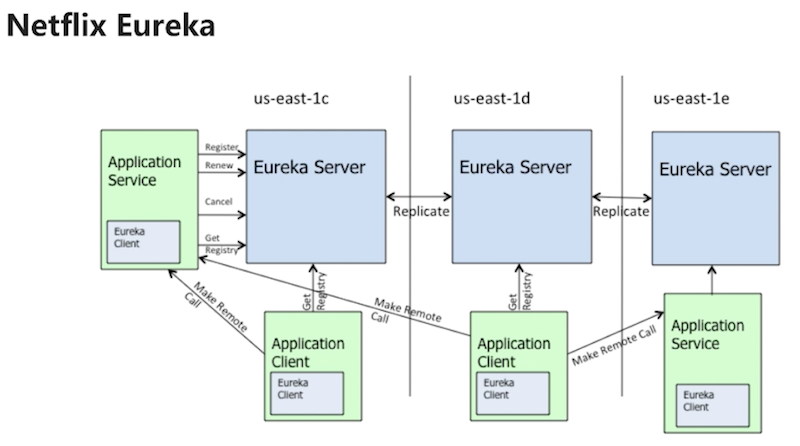 Netflix Eureka
us-east-1c
us-east-1d
us-east-1e
Application
Service
Eureka
Client
Register
Renew
Cancel
Get
Registry
Eureka Server
Replicate
Eureka Server
Replicate
Eureka Server
Make Remote
Call
Get
Registry
Make Remote
Call
Get
Registry
Make Remote Call
Application
Client
Eureka
Client
Application
Client
Eureka
Client
Application
Service
Eureka
Client